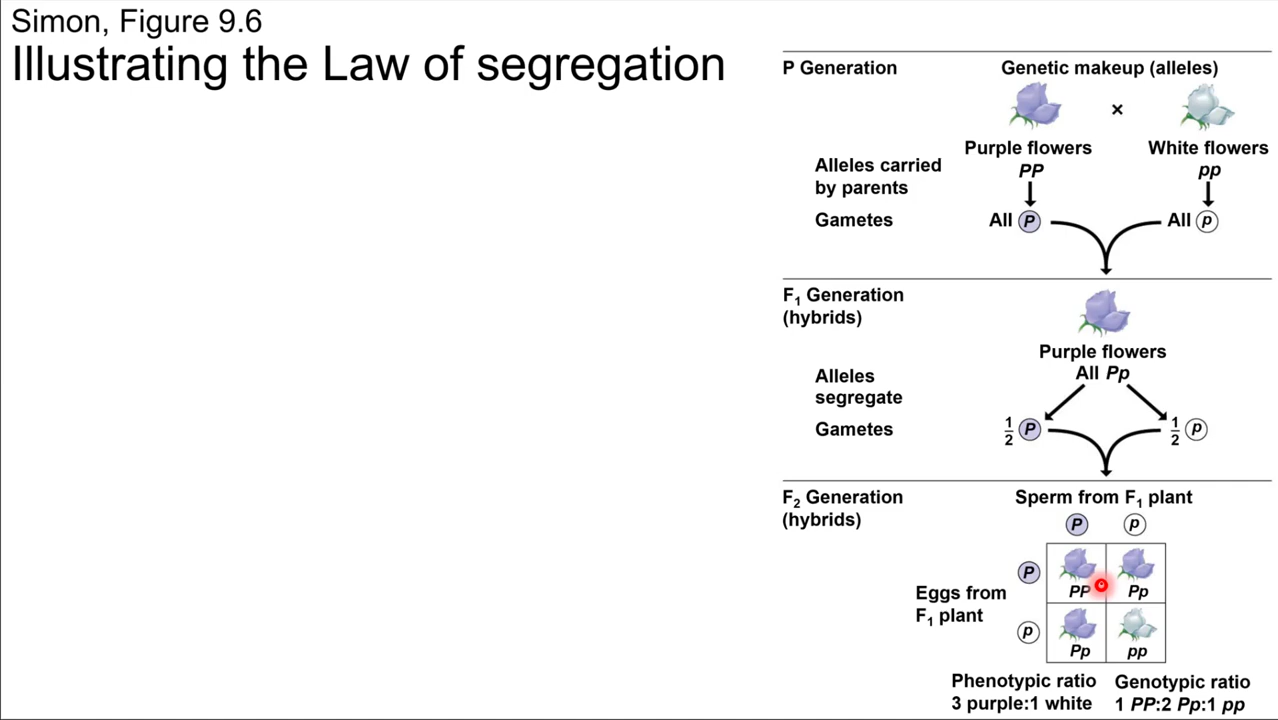 Simon, Figure 9.6
Illustrating the Law of segregation
P Generation
Genetic makeup (alleles)
×
Purple flowers
PP
White flowers
pp
Alleles carried
by parents
Gametes
All P
All p
F₁ Generation
(hybrids)
Purple flowers
All Pp
Alleles
segregate
Gametes
1/2 P
1/2 p
F₂ Generation
(hybrids)
Sperm from F₁ plant
P p
Eggs from
F₁ plant
P
PP Pp
p
Pp pp
Phenotypic ratio
3 purple:1 white
Genotypic ratio
1 PP:2 Pp:1 pp